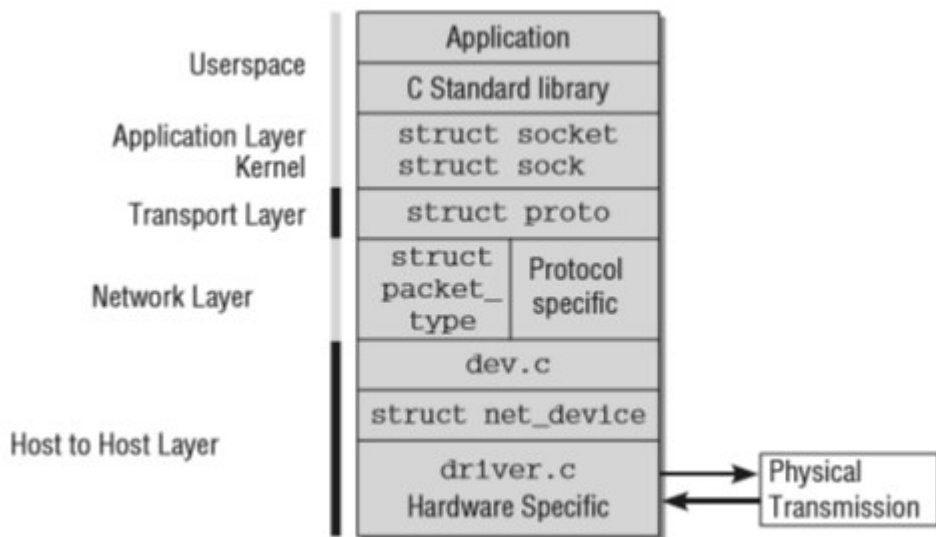 Userspace
Application
C Standard library
Application Layer
Kernel
struct socket
struct sock
Transport Layer
struct proto
Network Layer
struct
packet_
type
Protocol
specific
dev.c
struct net_device
Host to Host Layer
driver.c
Hardware Specific
Physical
Transmission